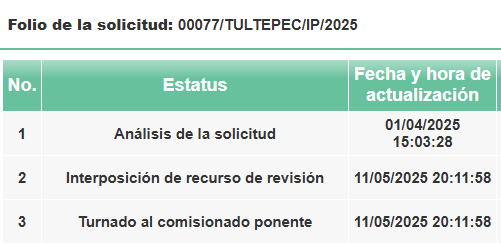 Folio de la solicitud: 00077/TULTEPEC/IP/2025
No. Estatus Fecha y hora de
actualización
1 Análisis de la solicitud 01/04/2025
15:03:28
2 Interposición de recurso de revisión 11/05/2025 20:11:58
3 Turnado al comisionado ponente 11/05/2025 20:11:58